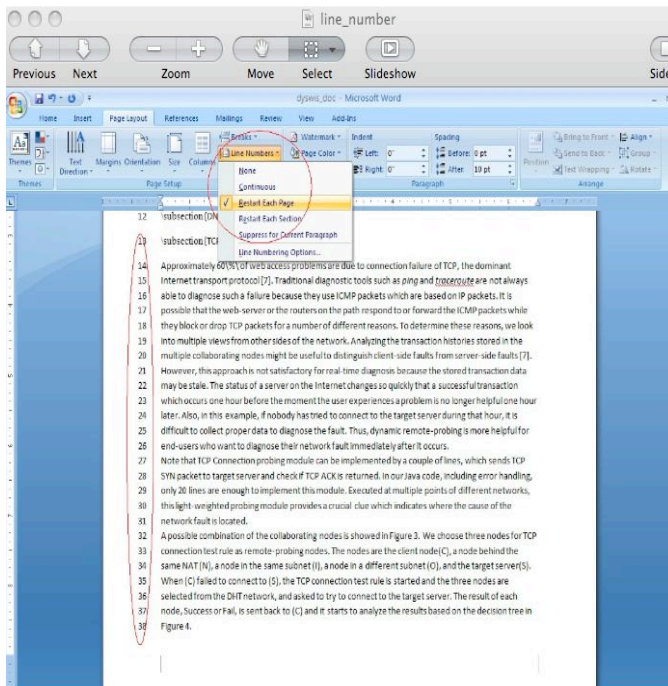 line_number
Previous Next Zoom Move Select Slideshow Side
dyswis_doc - Microsoft Word
Home Insert Page Layout References Mailings Review View Add-Ins
Breaks Watermark Indent Spacing Bring to Front Align
Line Numbers Page Color Left: 0" Before: 0 pt Send to Back Group
Themes Text Direction Margins Orientation Size Columns Right: 0" After: 10 pt Position Text Wrapping Rotate
Themes Page Setup Paragraph Arrange
None
Continuous
Restart Each Page
Restart Each Section
Suppress for Current Paragraph
Line Numbering Options...
12 \subsection{DN
13 \subsection{TC
14 Approximately 60\%\ of web access problems are due to connection failure of TCP, the dominant
15 Internet transport protocol [7]. Traditional diagnostic tools such as ping and traceroute are not always
16 able to diagnose such a failure because they use ICMP packets which are based on IP packets. It is
17 possible that the web-server or the routers on the path respond to or forward the ICMP packets while
18 they block or drop TCP packets for a number of different reasons. To determine these reasons, we look
19 into multiple views from other sides of the network. Analyzing the transaction histories stored in the
20 multiple collaborating nodes might be useful to distinguish client-side faults from server-side faults [7].
21 However, this approach is not satisfactory for real-time diagnosis because the stored transaction data
22 may be stale. The status of a server on the Internet changes so quickly that a successful transaction
23 which occurs one hour before the moment the user experiences a problem is no longer helpful one hour
24 later. Also, in this example, if nobody has tried to connect to the target server during that hour, it is
25 difficult to collect proper data to diagnose the fault. Thus, dynamic remote-probing is more helpful for
26 end-users who want to diagnose their network fault immediately after it occurs.
27 Note that TCP Connection probing module can be implemented by a couple of lines, which sends TCP
28 SYN packet to target server and check if TCP ACK is returned. In our Java code, including error handling,
29 only 20 lines are enough to implement this module. Executed at multiple points of different networks,
30 this light-weighted probing module provides a crucial clue which indicates where the cause of the
31 network fault is located.
32 A possible combination of the collaborating nodes is showed in Figure 3. We choose three nodes for TCP
33 connection test rule as remote-probing nodes. The nodes are the client node(C), a node behind the
34 same NAT (N), a node in the same subnet (I), a node in a different subnet (O), and the target server(S).
35 When (C) failed to connect to (S), the TCP connection test rule is started and the three nodes are
36 selected from the DHT network, and asked to try to connect to the target server. The result of each
37 node, Success or Fail, is sent back to (C) and it starts to analyze the results based on the decision tree in
38 Figure 4.